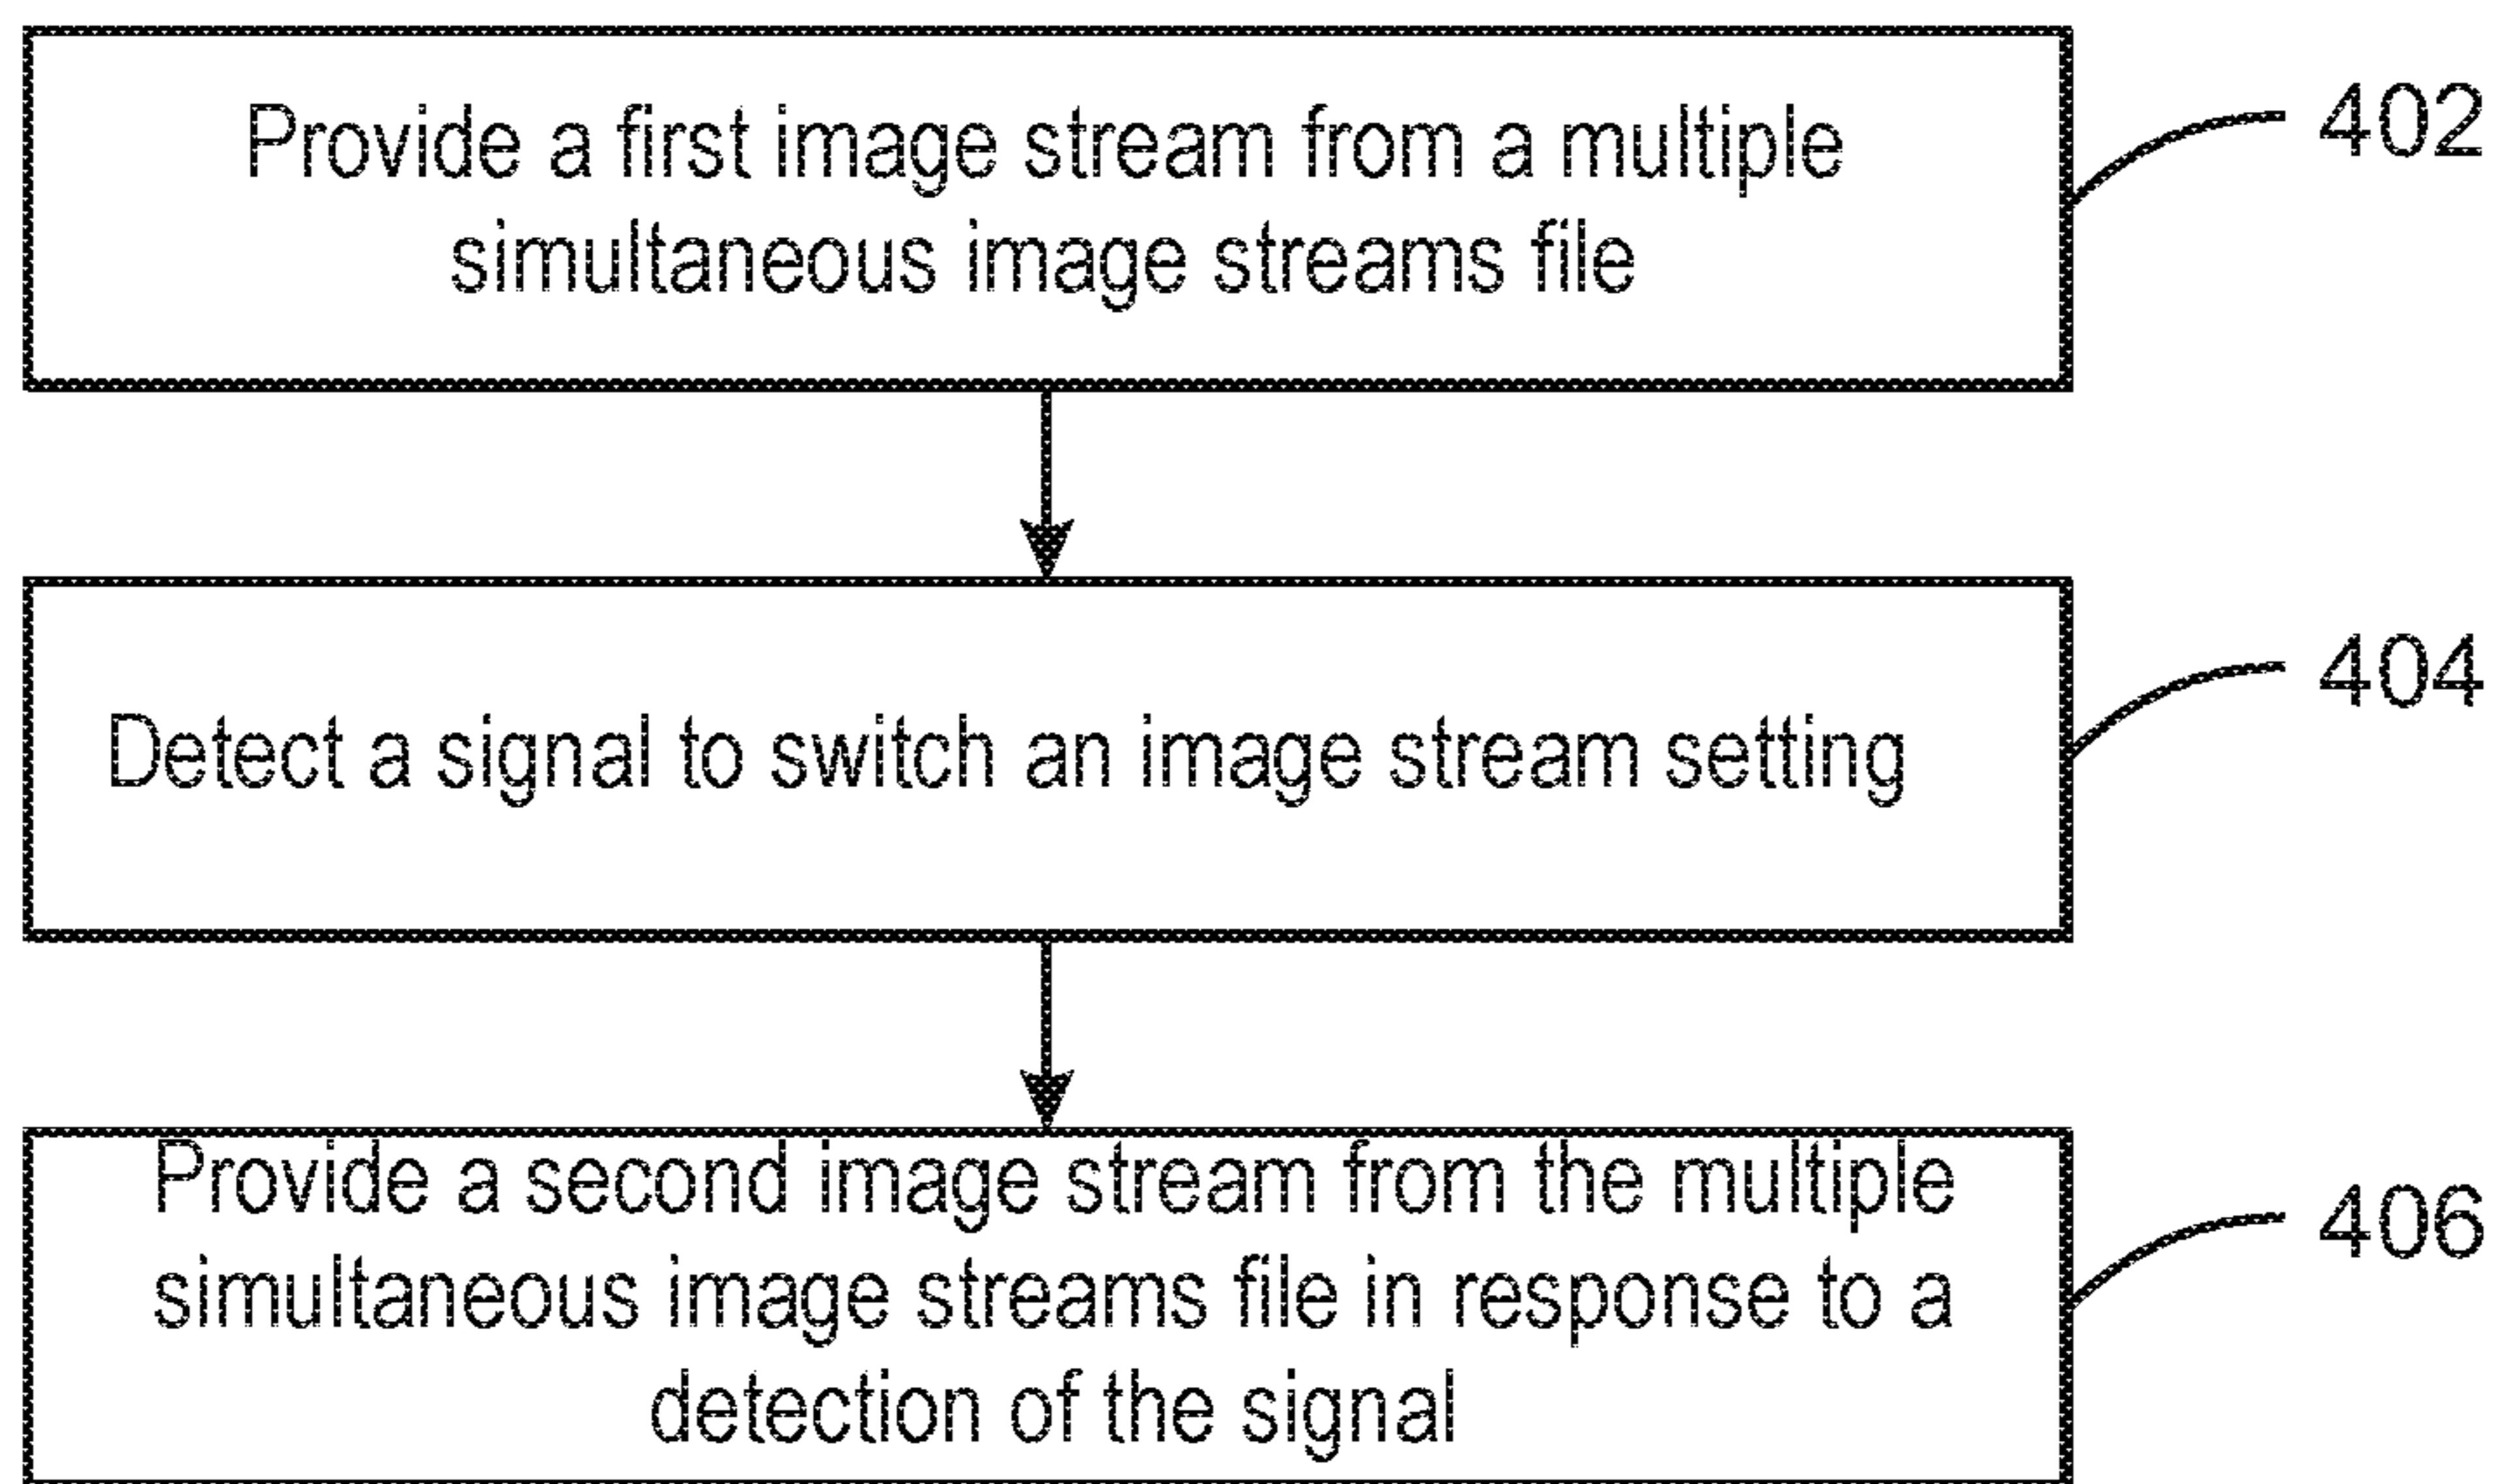 Provide a first image stream from a multiple
simultaneous image streams file
402
Detect a signal to switch an image stream setting
404
Provide a second image stream from the multiple
simultaneous image streams file in response to a
detection of the signal
406